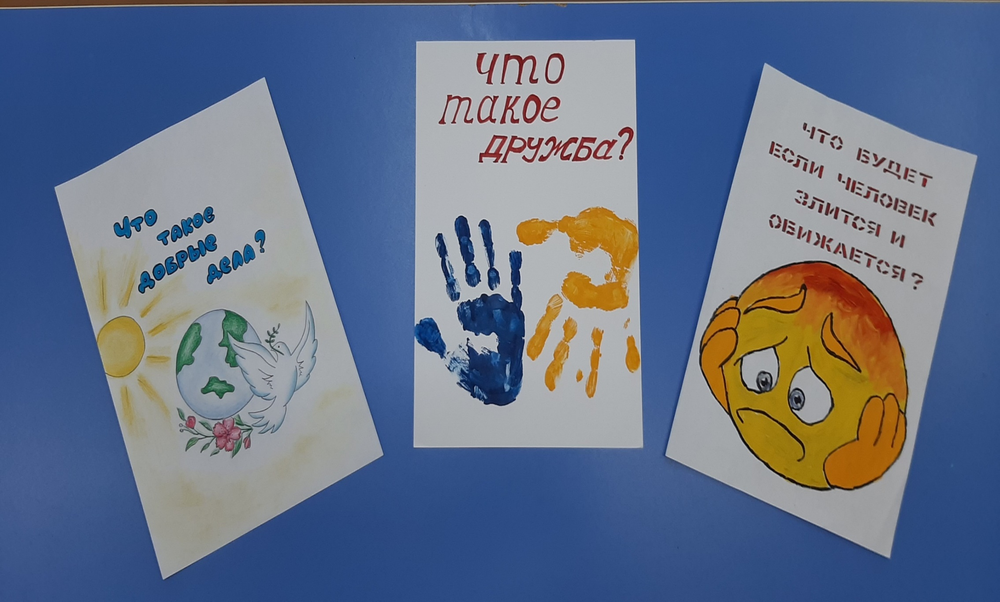 Что
такое
добрые
дела?
Что
такое
дружба?
ЧТО БУДЕТ
ЕСЛИ ЧЕЛОВЕК
ЗЛИТСЯ И
ОБИЖАЕТСЯ?